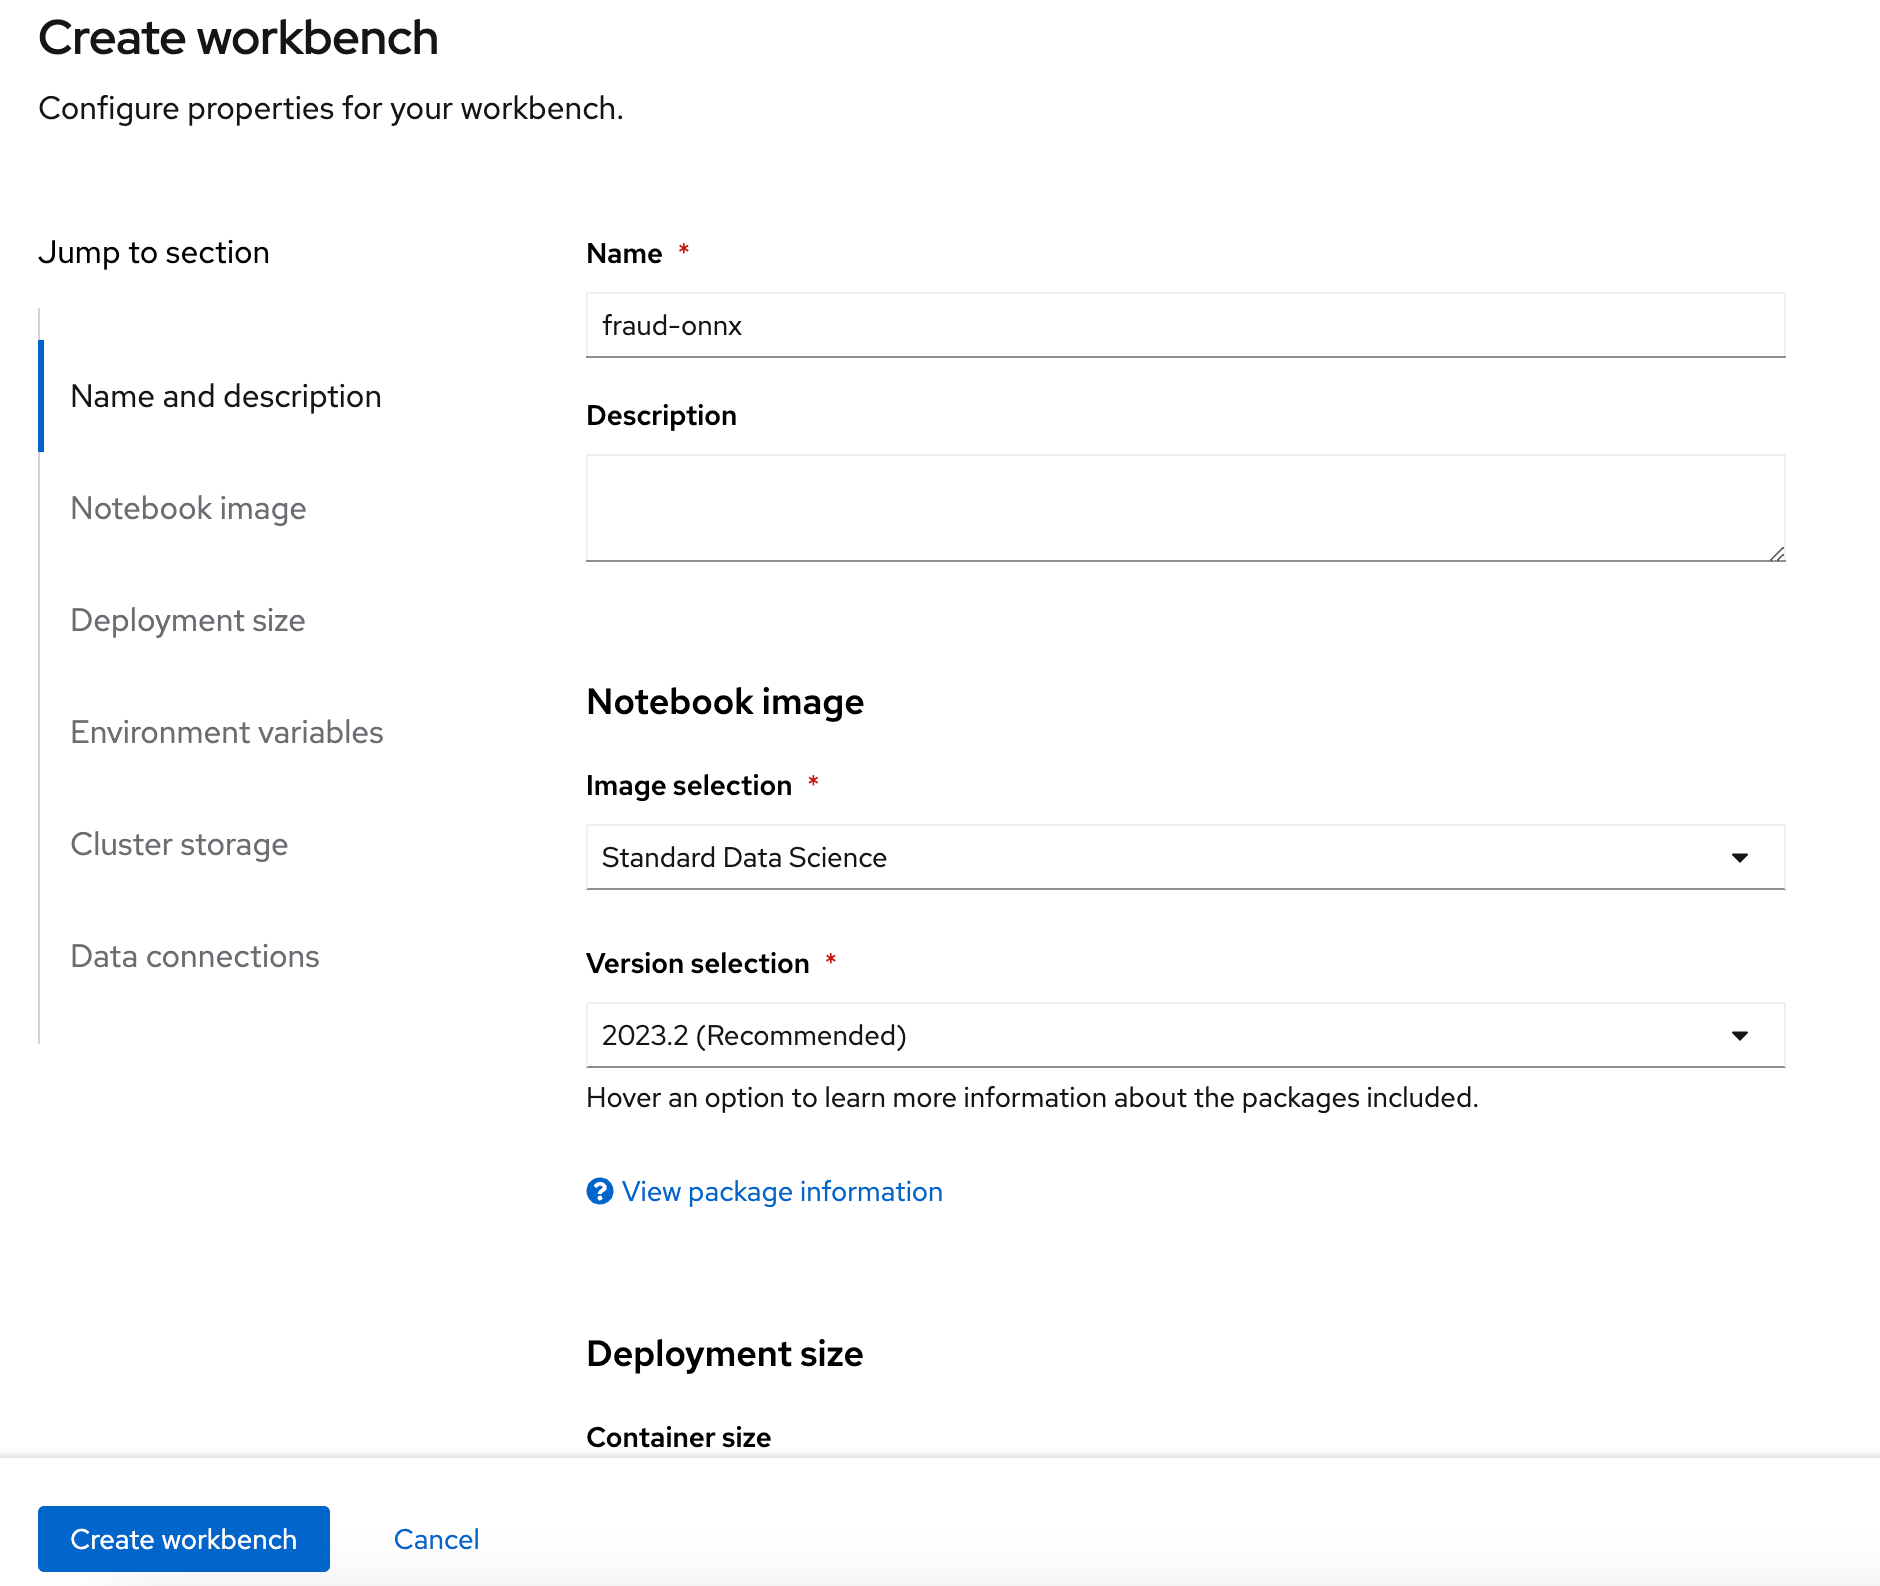 Create workbench
Configure properties for your workbench.
Jump to section
Name and description
Notebook image
Deployment size
Environment variables
Cluster storage
Data connections
Name *
fraud-onnx
Description
Notebook image
Image selection *
Standard Data Science
Version selection *
2023.2 (Recommended)
Hover an option to learn more information about the packages included.
View package information
Deployment size
Container size
Create workbench
Cancel